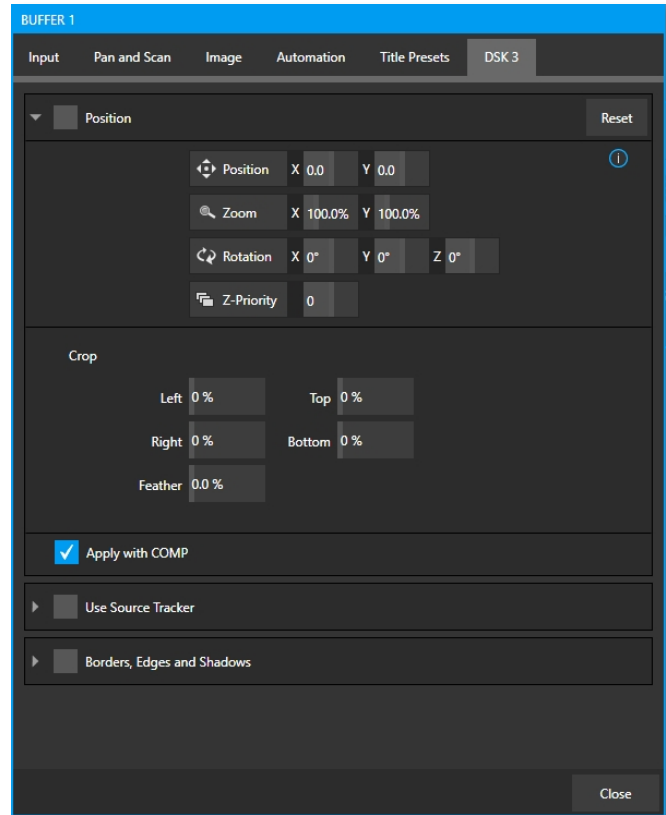 BUFFER 1
Input Pan and Scan Image Automation Title Presets DSK 3
Position Reset
Position X 0.0 Y 0.0
Zoom X 100.0% Y 100.0%
Rotation X 0° Y 0° Z 0°
Z-Priority 0
Crop
Left 0 % Top 0 %
Right 0 % Bottom 0 %
Feather 0.0 %
Apply with COMP
Use Source Tracker
Borders, Edges and Shadows
Close